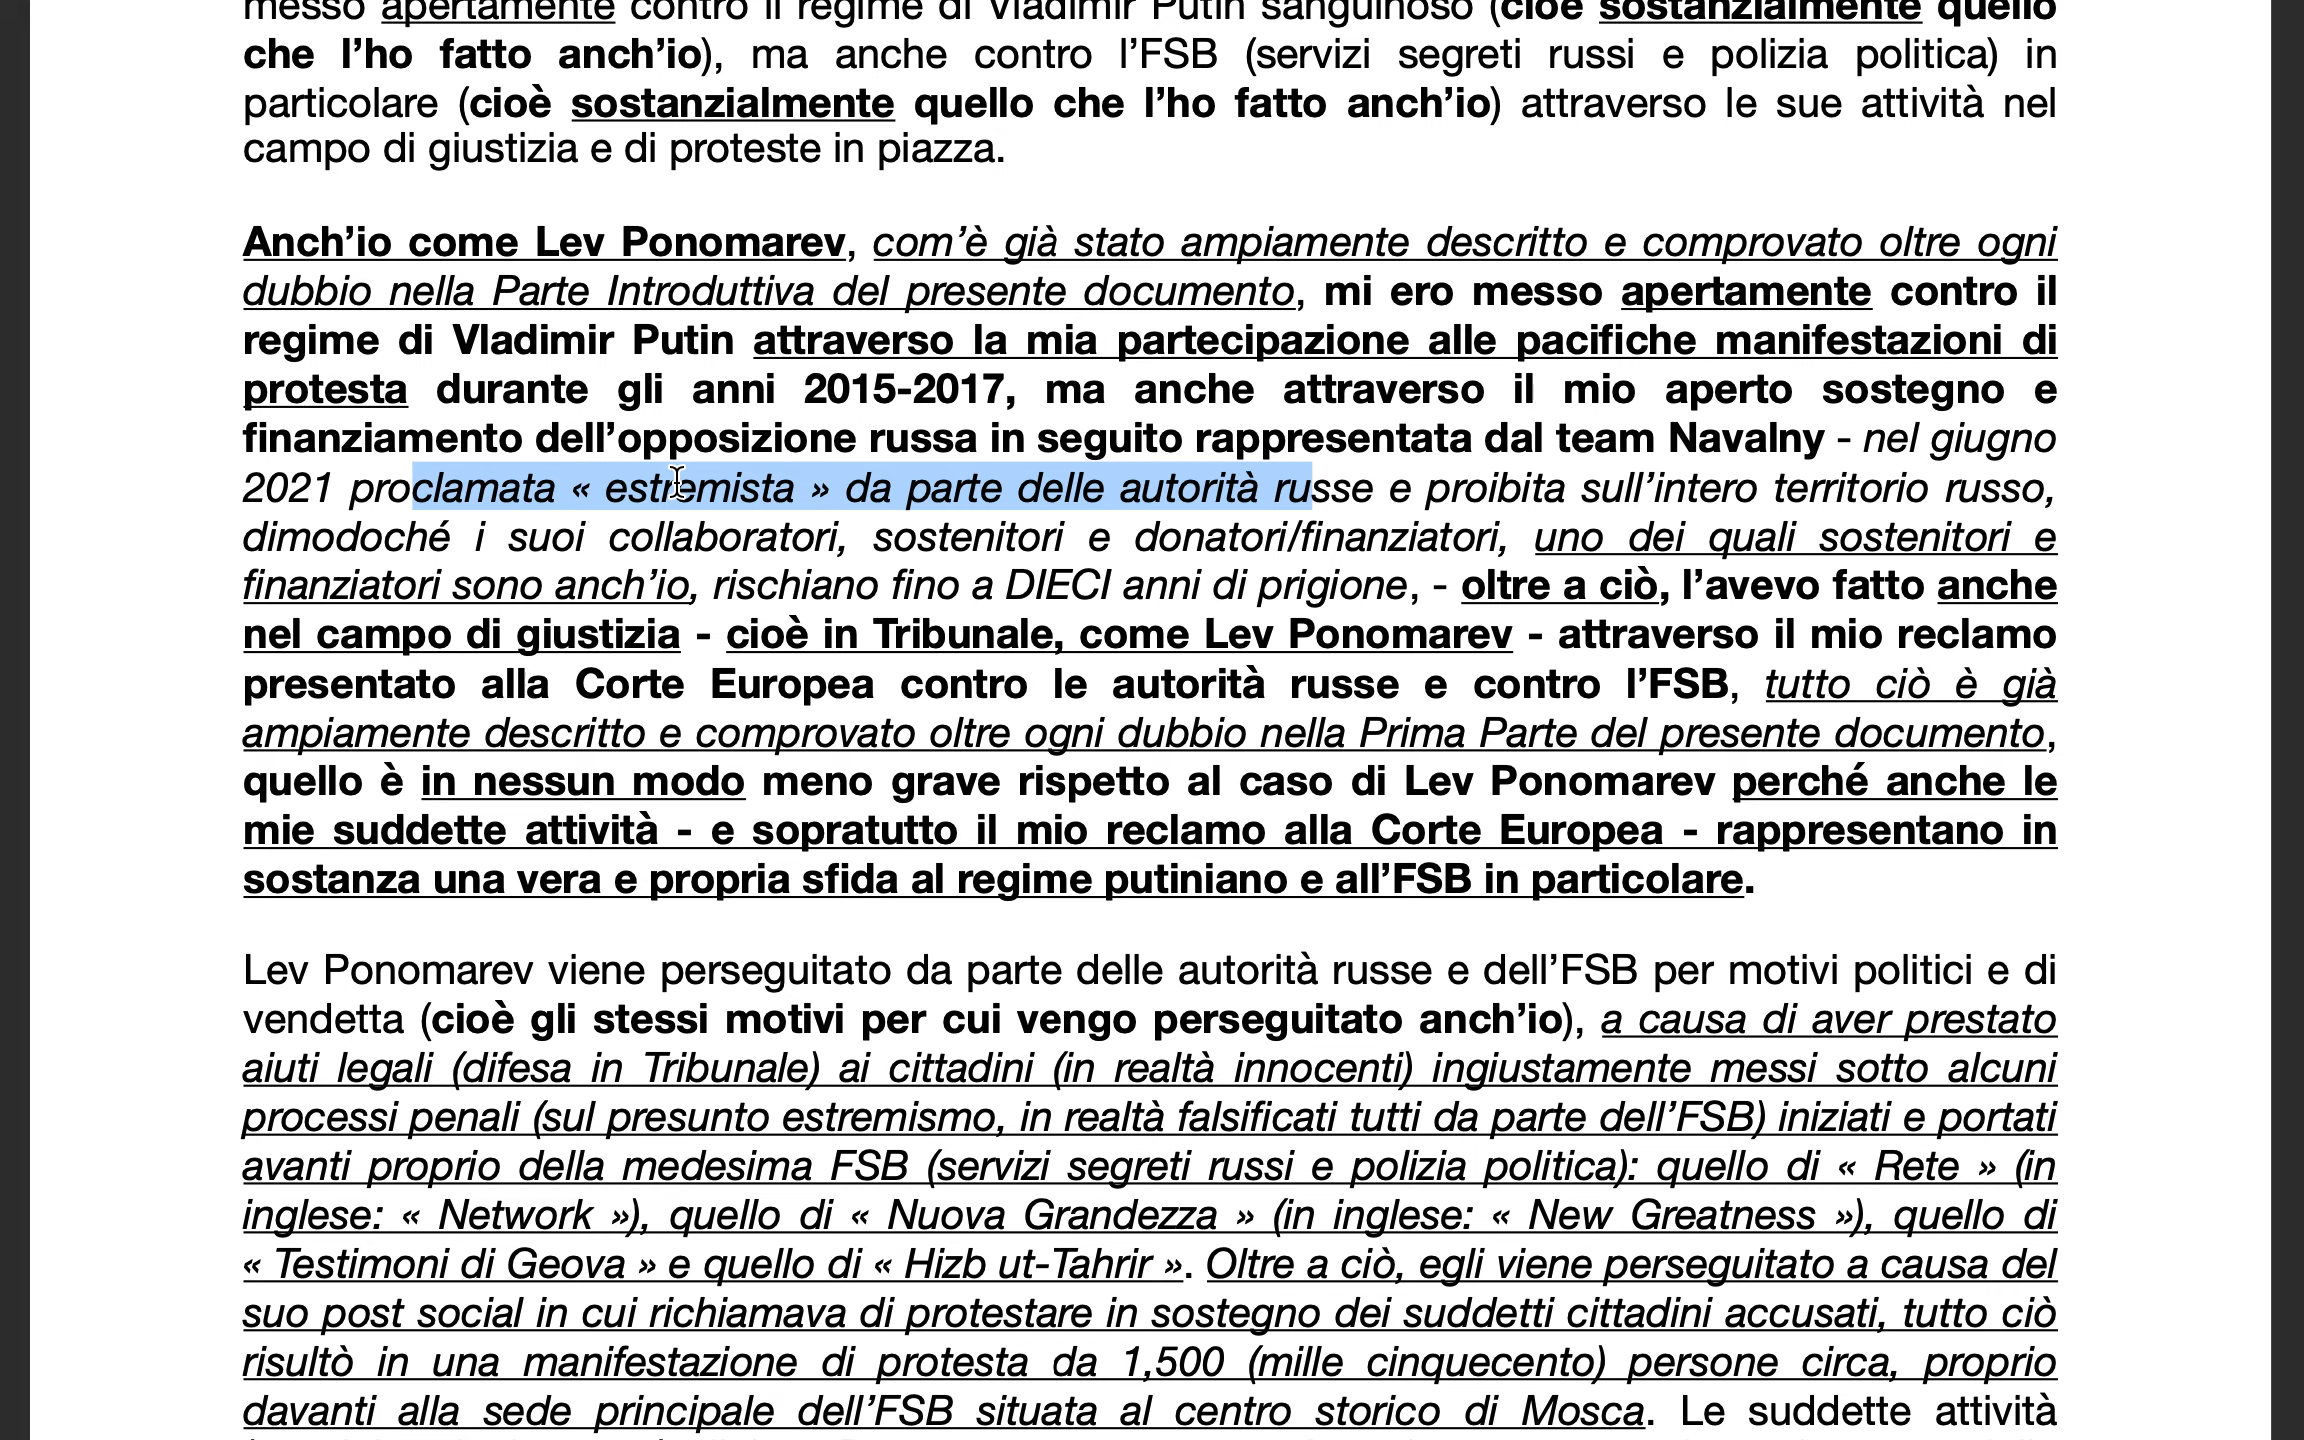 messo apertamente contro il regime di Vladimir Putin sanguinoso (cioè sostanzialmente quello
che l’ho fatto anch’io), ma anche contro l’FSB (servizi segreti russi e polizia politica) in
particolare (cioè sostanzialmente quello che l’ho fatto anch’io) attraverso le sue attività nel
campo di giustizia e di proteste in piazza.
Anch’io come Lev Ponomarev, com’è già stato ampiamente descritto e comprovato oltre ogni
dubbio nella Parte Introduttiva del presente documento, mi ero messo apertamente contro il
regime di Vladimir Putin attraverso la mia partecipazione alle pacifiche manifestazioni di
protesta durante gli anni 2015-2017, ma anche attraverso il mio aperto sostegno e
finanziamento dell’opposizione russa in seguito rappresentata dal team Navalny - nel giugno
2021 proclamata « estremista » da parte delle autorità russe e proibita sull’intero territorio russo,
dimodoché i suoi collaboratori, sostenitori e donatori/finanziatori, uno dei quali sostenitori e
finanziatori sono anch’io, rischiano fino a DIECI anni di prigione, - oltre a ciò, l’avevo fatto anche
nel campo di giustizia - cioè in Tribunale, come Lev Ponomarev - attraverso il mio reclamo
presentato alla Corte Europea contro le autorità russe e contro l’FSB, tutto ciò è già
ampiamente descritto e comprovato oltre ogni dubbio nella Prima Parte del presente documento,
quello è in nessun modo meno grave rispetto al caso di Lev Ponomarev perché anche le
mie suddette attività - e sopratutto il mio reclamo alla Corte Europea - rappresentano in
sostanza una vera e propria sfida al regime putiniano e all’FSB in particolare.
Lev Ponomarev viene perseguitato da parte delle autorità russe e dell’FSB per motivi politici e di
vendetta (cioè gli stessi motivi per cui vengo perseguitato anch’io), a causa di aver prestato
aiuti legali (difesa in Tribunale) ai cittadini (in realtà innocenti) ingiustamente messi sotto alcuni
processi penali (sul presunto estremismo, in realtà falsificati tutti da parte dell’FSB) iniziati e portati
avanti proprio della medesima FSB (servizi segreti russi e polizia politica): quello di « Rete » (in
inglese: « Network »), quello di « Nuova Grandezza » (in inglese: « New Greatness »), quello di
« Testimoni di Geova » e quello di « Hizb ut-Tahrir ». Oltre a ciò, egli viene perseguitato a causa del
suo post social in cui richiamava di protestare in sostegno dei suddetti cittadini accusati, tutto ciò
risultò in una manifestazione di protesta da 1,500 (mille cinquecento) persone circa, proprio
davanti alla sede principale dell’FSB situata al centro storico di Mosca. Le suddette attività